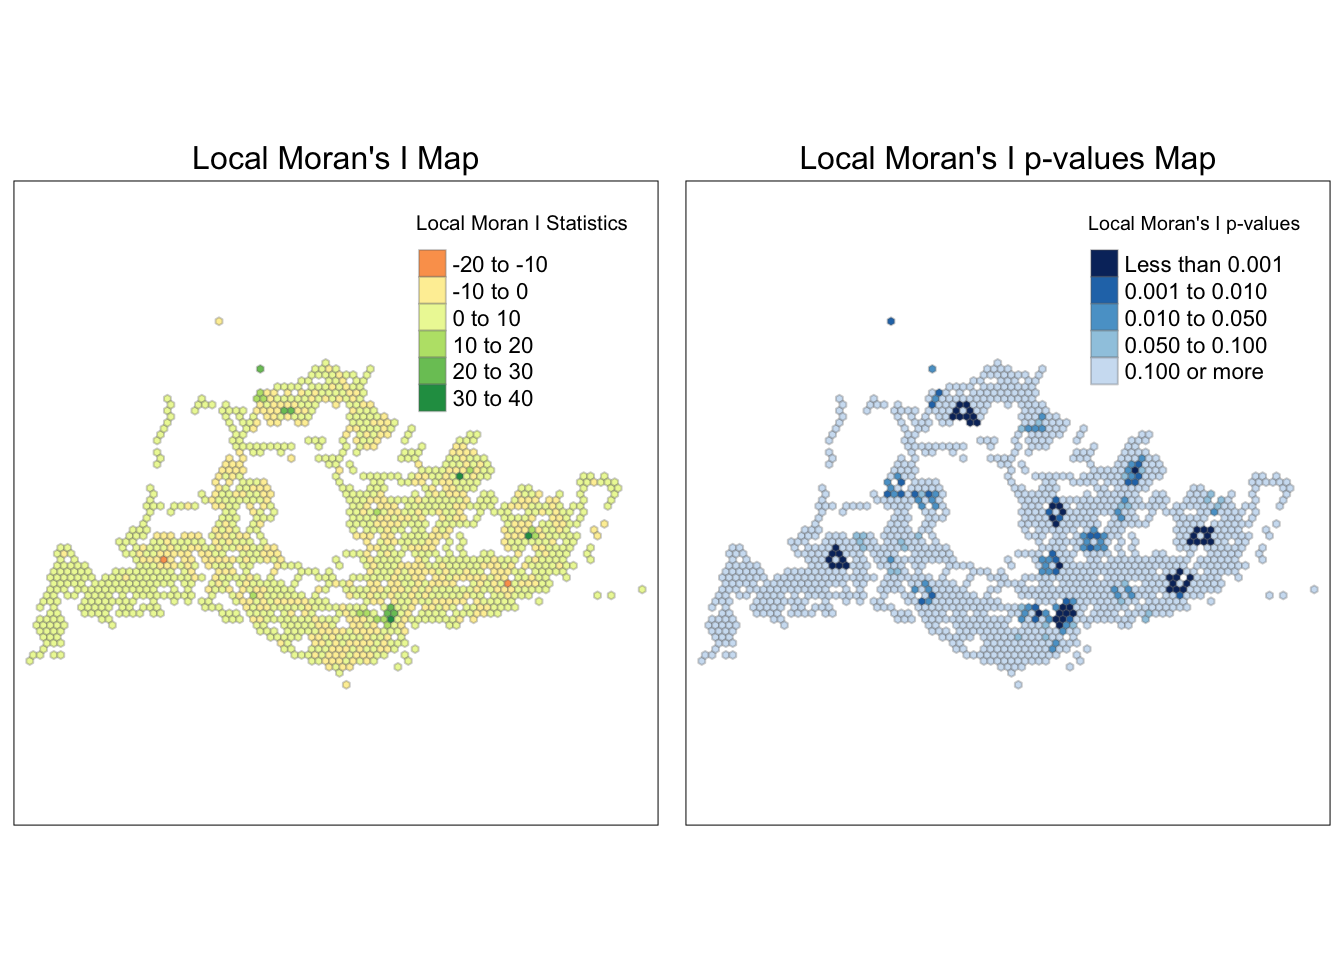 Local Moran's I Map
Local Moran I Statistics
-20 to -10
-10 to 0
0 to 10
10 to 20
20 to 30
30 to 40
Local Moran's I p-values Map
Local Moran's I p-values
Less than 0.001
0.001 to 0.010
0.010 to 0.050
0.050 to 0.100
0.100 or more